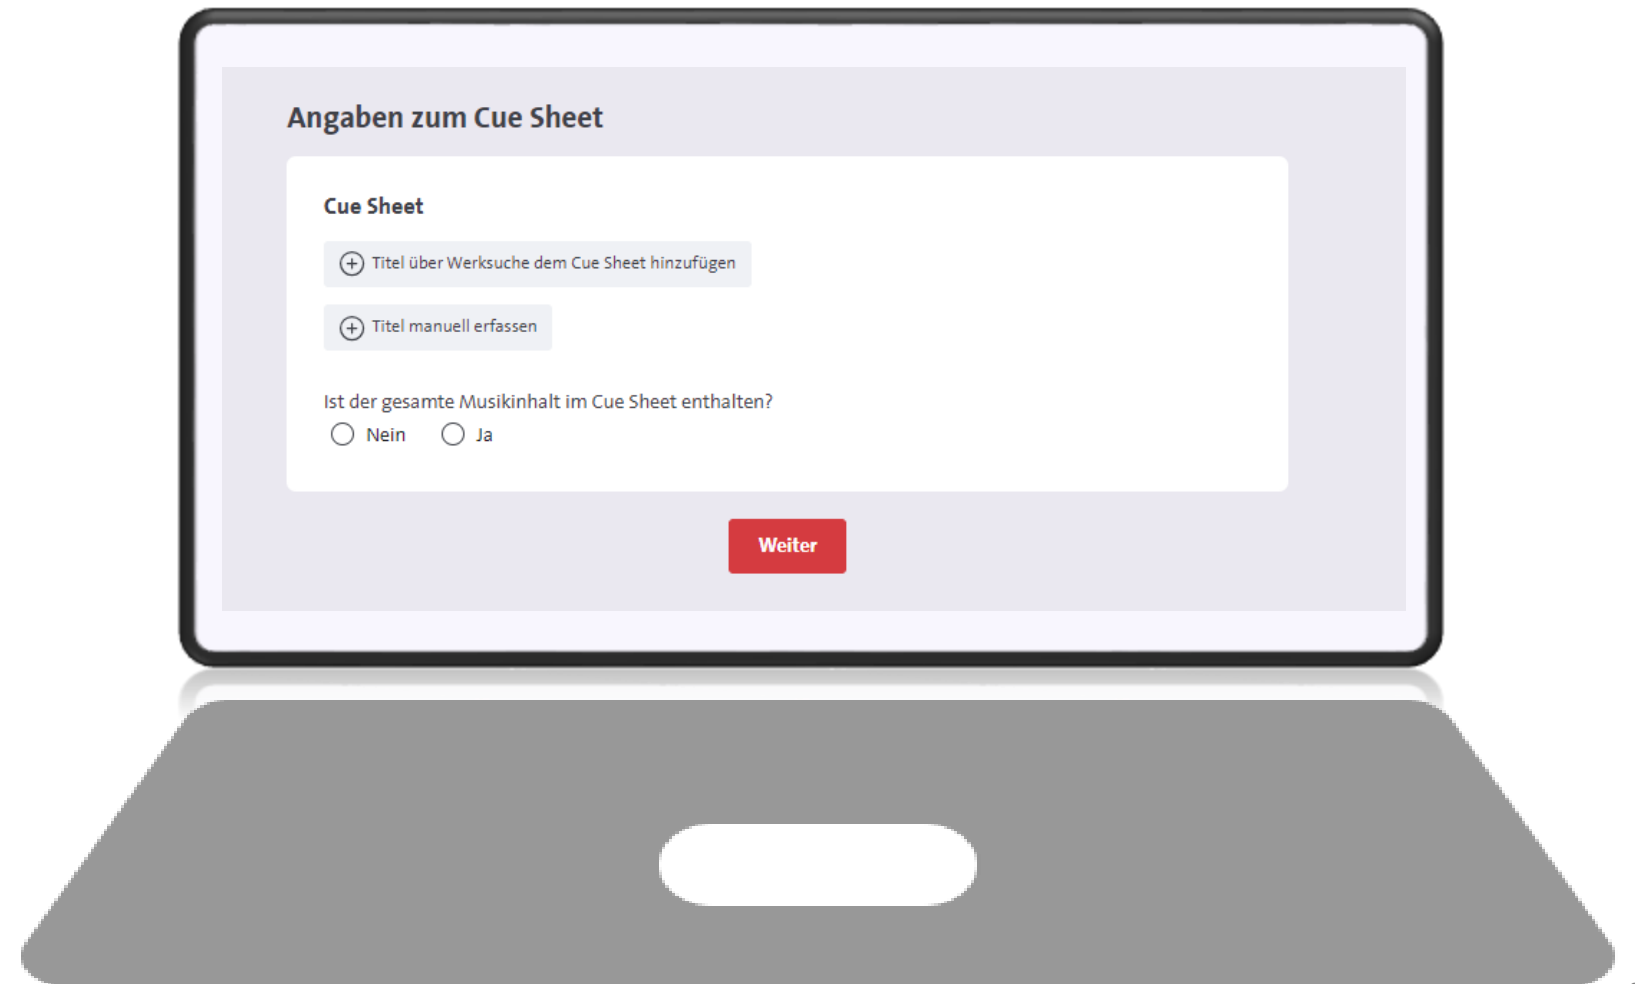 Angaben zum Cue Sheet
Cue Sheet
Titel über Werksuche dem Cue Sheet hinzufügen
Titel manuell erfassen
Ist der gesamte Musikinhalt im Cue Sheet enthalten?
Nein Ja
Weiter